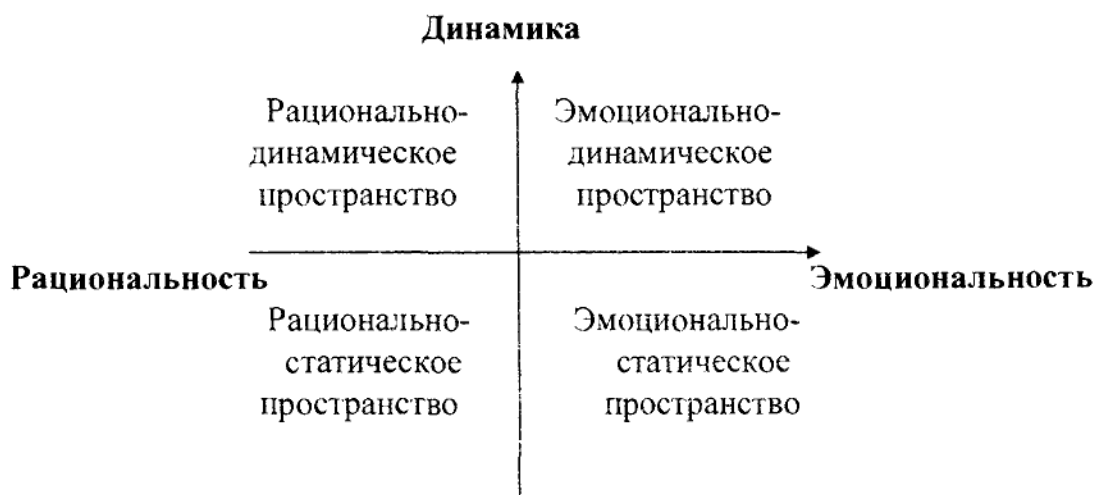 Динамика
Рационально-
динамическое
пространство
Эмоционально-
динамическое
пространство
Рациональность
Эмоциональность
Рационально-
статическое
пространство
Эмоционально-
статическое
пространство